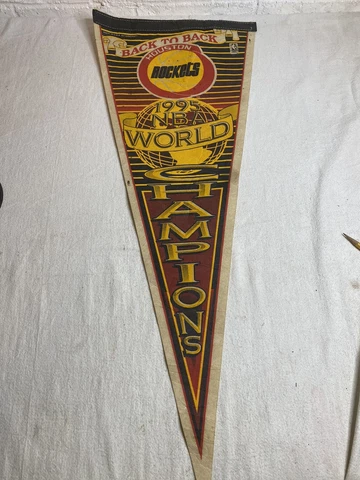 BACK TO BACK
HOUSTON
ROCKETS
1995
NBA
WORLD
CHAMPIONS